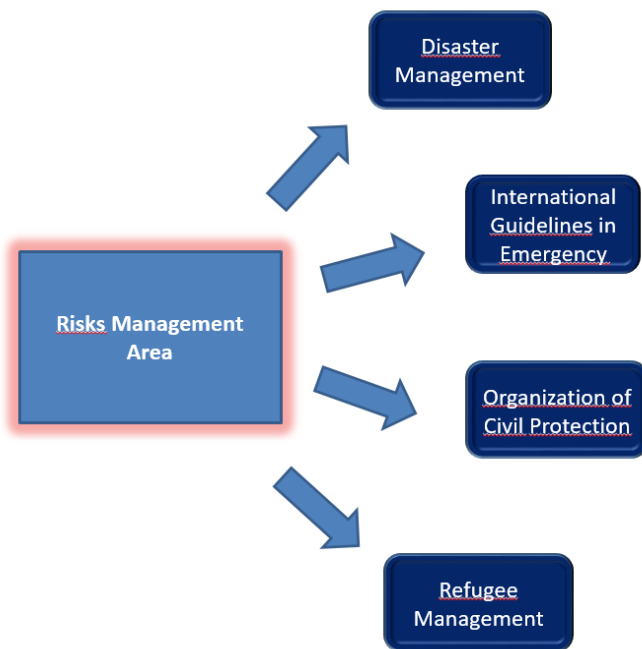 Disaster
Management
International
Guidelines in
Emergency
Risks Management
Area
Organization of
Civil Protection
Refugee
Management